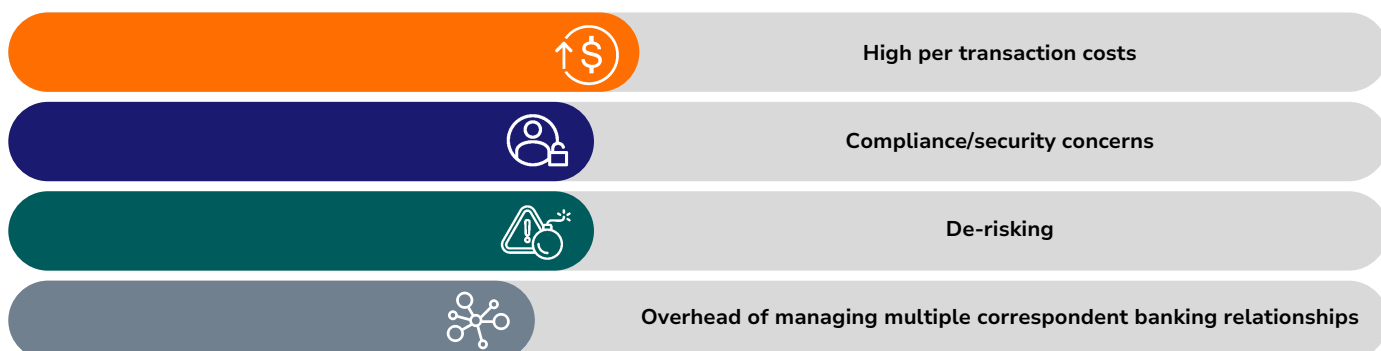 High per transaction costs
Compliance/security concerns
De-risking
Overhead of managing multiple correspondent banking relationships